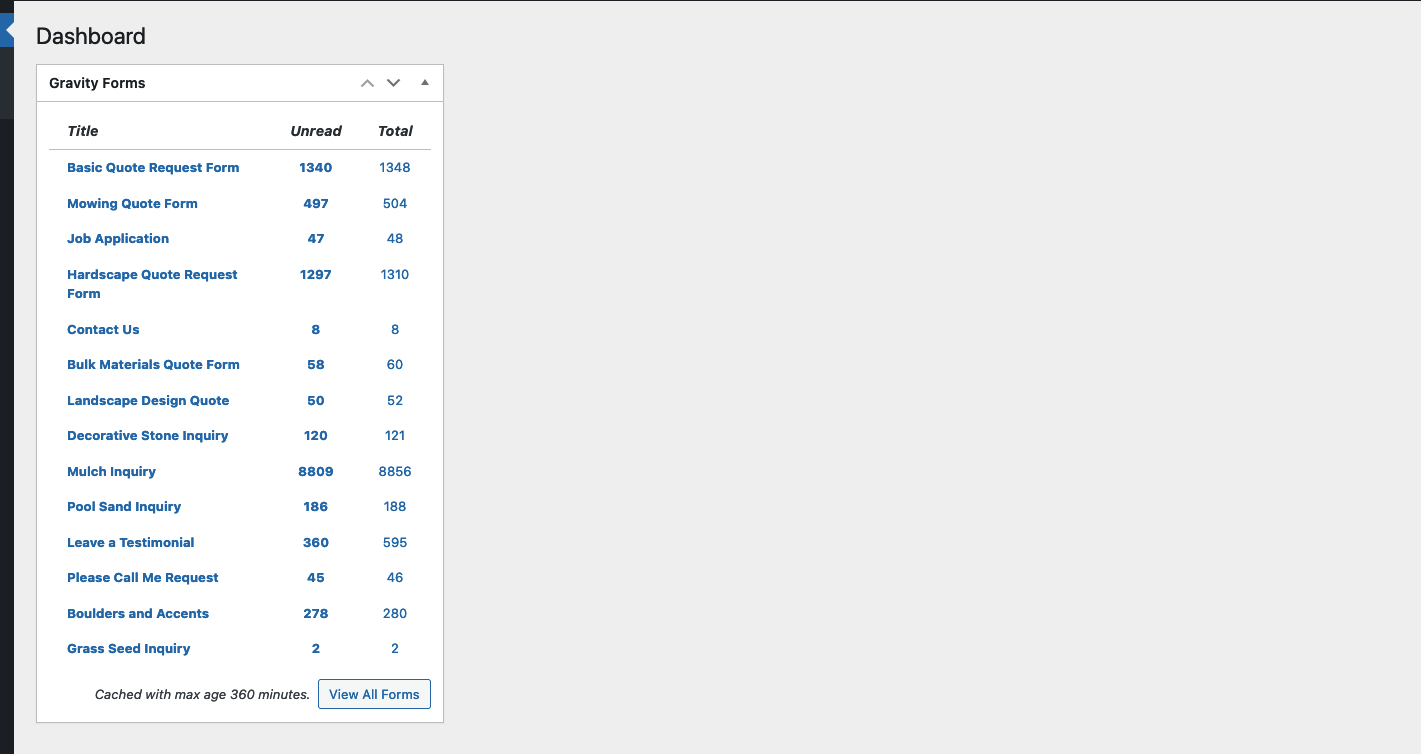 Dashboard
Gravity Forms
Title Unread Total
Basic Quote Request Form 1340 1348
Mowing Quote Form 497 504
Job Application 47 48
Hardscape Quote Request 1297 1310
Form
Contact Us 8 8
Bulk Materials Quote Form 58 60
Landscape Design Quote 50 52
Decorative Stone Inquiry 120 121
Mulch Inquiry 8809 8856
Pool Sand Inquiry 186 188
Leave a Testimonial 360 595
Please Call Me Request 45 46
Boulders and Accents 278 280
Grass Seed Inquiry 2 2
Cached with max age 360 minutes. View All Forms